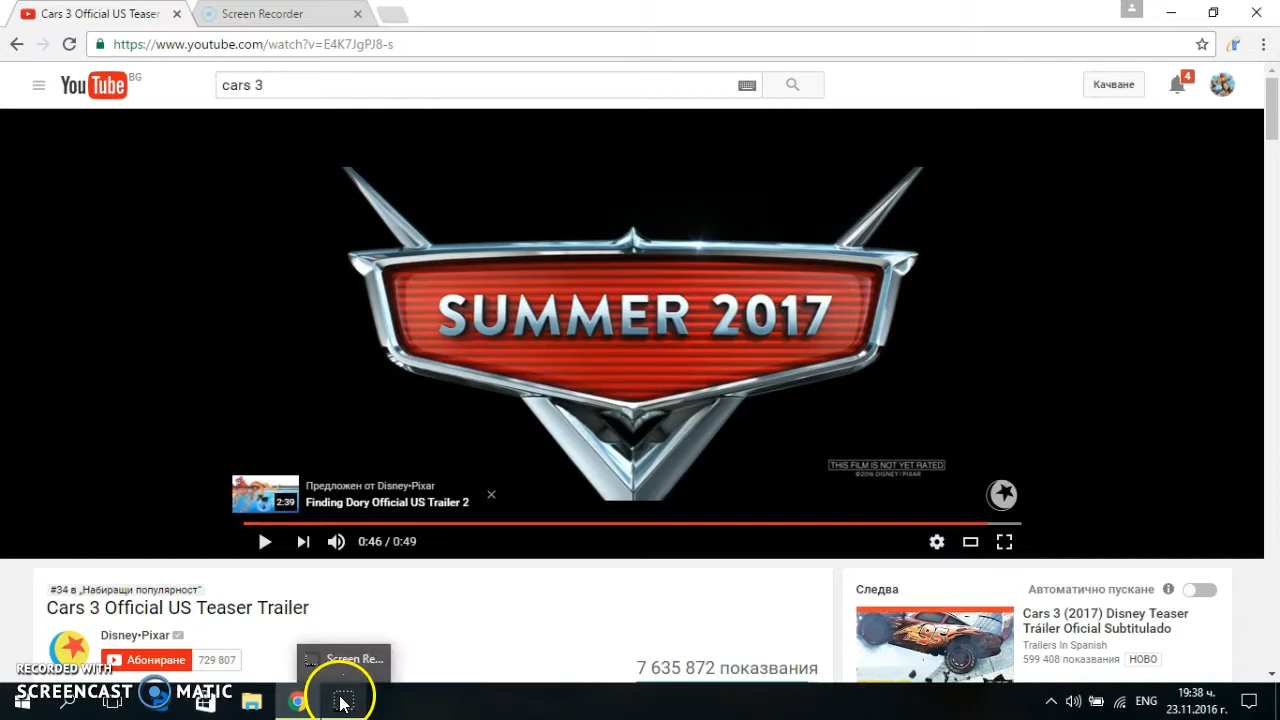 Cars 3 Official US Teaser
Screen Recorder
https://www.youtube.com/watch?v=E4K7JgPJ8-s
YouTube BG
cars 3
Качване
4
SUMMER 2017
THIS FILM IS NOT YET RATED
©2016 DISNEY/PIXAR
Предложен от Disney•Pixar
Finding Dory Official US Trailer 2
2:39
0:46 / 0:49
#34 в „Набиращи популярност“
Cars 3 Official US Teaser Trailer
Disney•Pixar
Абониране 729 807
7 635 872 показвания
Следва
Автоматично пускане
Cars 3 (2017) Disney Teaser
Tráiler Oficial Subtitulado
Trailers In Spanish
599 408 показвания НОВО
Screen Re...
RECORDED WITH
SCREENCAST MATIC
ENG
19:38 ч.
23.11.2016 г.